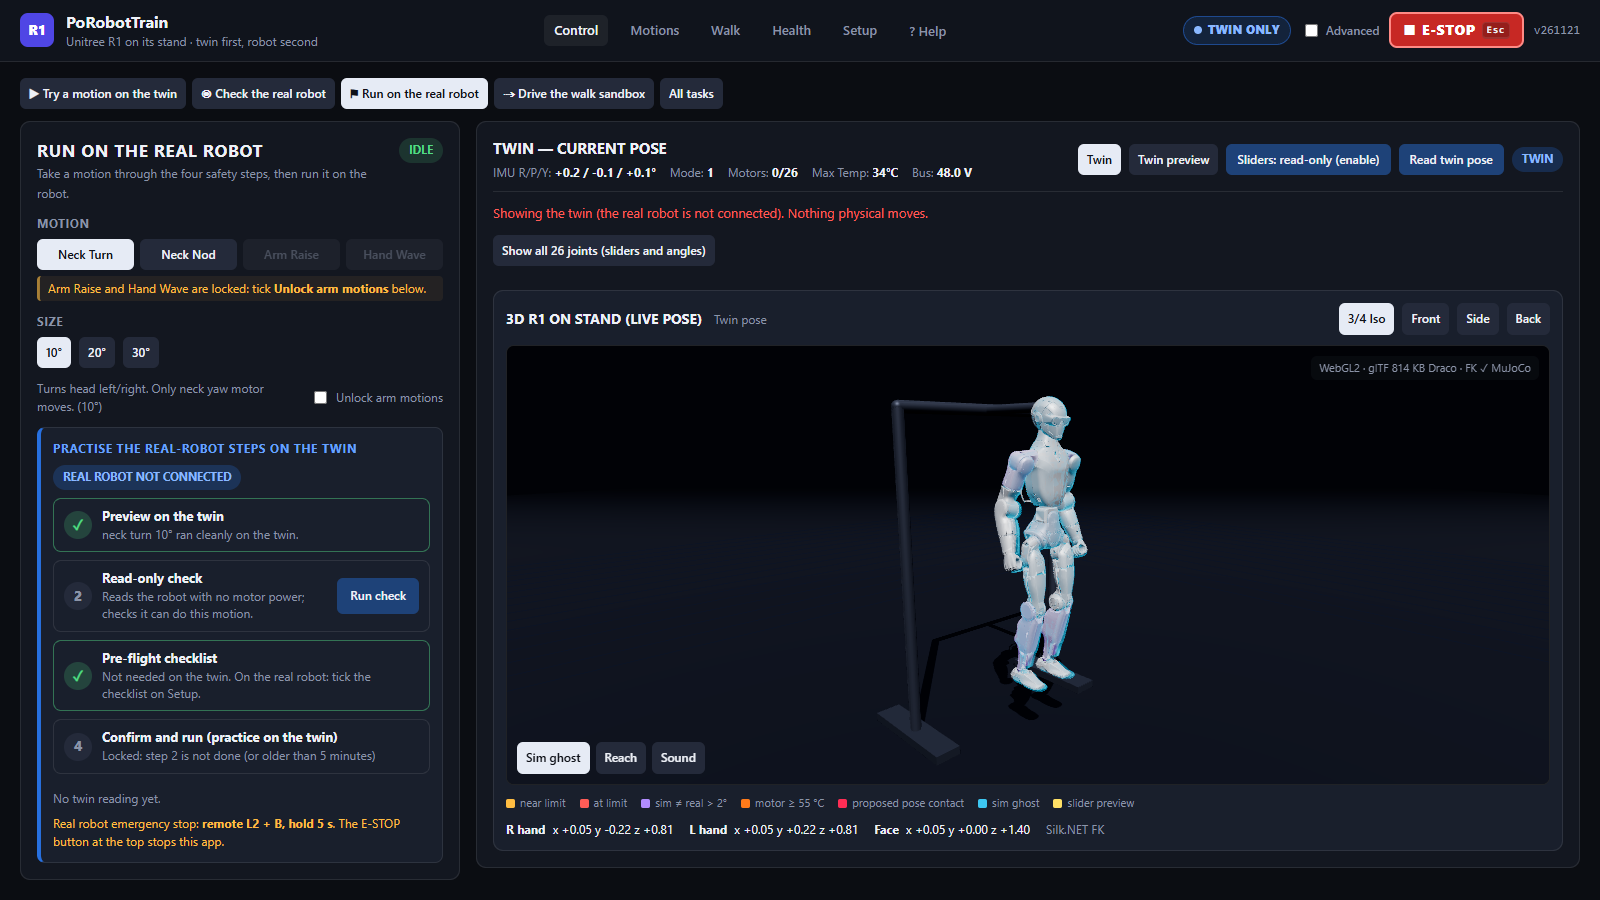 R1
PoRobotTrain
Unitree R1 on its stand · twin first, robot second
Control
Motions
Walk
Health
Setup
? Help
TWIN ONLY
Advanced
E-STOP Esc
v261121
Try a motion on the twin
Check the real robot
Run on the real robot
Drive the walk sandbox
All tasks
RUN ON THE REAL ROBOT
IDLE
Take a motion through the four safety steps, then run it on the
robot.
MOTION
Neck Turn
Neck Nod
Arm Raise
Hand Wave
Arm Raise and Hand Wave are locked: tick Unlock arm motions below.
SIZE
10°
20°
30°
Turns head left/right. Only neck yaw motor
moves. (10°)
Unlock arm motions
PRACTISE THE REAL-ROBOT STEPS ON THE TWIN
REAL ROBOT NOT CONNECTED
✓
Preview on the twin
neck turn 10° ran cleanly on the twin.
2
Read-only check
Reads the robot with no motor power;
checks it can do this motion.
Run check
✓
Pre-flight checklist
Not needed on the twin. On the real robot: tick the
checklist on Setup.
4
Confirm and run (practice on the twin)
Locked: step 2 is not done (or older than 5 minutes)
No twin reading yet.
Real robot emergency stop: remote L2 + B, hold 5 s. The E-STOP
button at the top stops this app.
TWIN — CURRENT POSE
IMU R/P/Y: +0.2 / -0.1 / +0.1° Mode: 1 Motors: 0/26 Max Temp: 34°C Bus: 48.0 V
Twin
Twin preview
Sliders: read-only (enable)
Read twin pose
TWIN
Showing the twin (the real robot is not connected). Nothing physical moves.
Show all 26 joints (sliders and angles)
3D R1 ON STAND (LIVE POSE) Twin pose
3/4 Iso
Front
Side
Back
WebGL2 · glTF 814 KB Draco · FK ✓ MuJoCo
Sim ghost
Reach
Sound
near limit
at limit
sim ≠ real > 2°
motor ≥ 55 °C
proposed pose contact
sim ghost
slider preview
R hand x +0.05 y -0.22 z +0.81 L hand x +0.05 y +0.22 z +0.81 Face x +0.05 y +0.00 z +1.40 Silk.NET FK